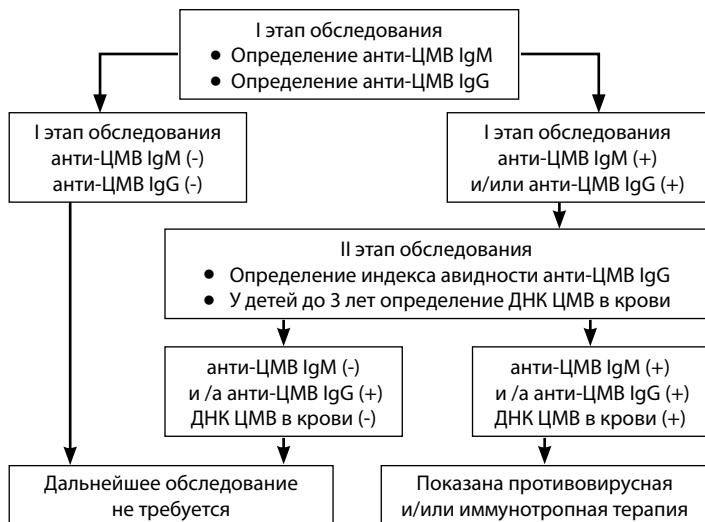 I этап обследования
• Определение анти-ЦМВ IgM
• Определение анти-ЦМВ IgG
I этап обследования
анти-ЦМВ IgM (-)
анти-ЦМВ IgG (-)
I этап обследования
анти-ЦМВ IgM (+)
и/или анти-ЦМВ IgG (+)
II этап обследования
• Определение индекса авидности анти-ЦМВ IgG
• У детей до 3 лет определение ДНК ЦМВ в крови
анти-ЦМВ IgM (-)
и /а анти-ЦМВ IgG (+)
ДНК ЦМВ в крови (-)
анти-ЦМВ IgM (+)
и /а анти-ЦМВ IgG (+)
ДНК ЦМВ в крови (+)
Дальнейшее обследование
не требуется
Показана противовирусная
и/или иммунотропная терапия